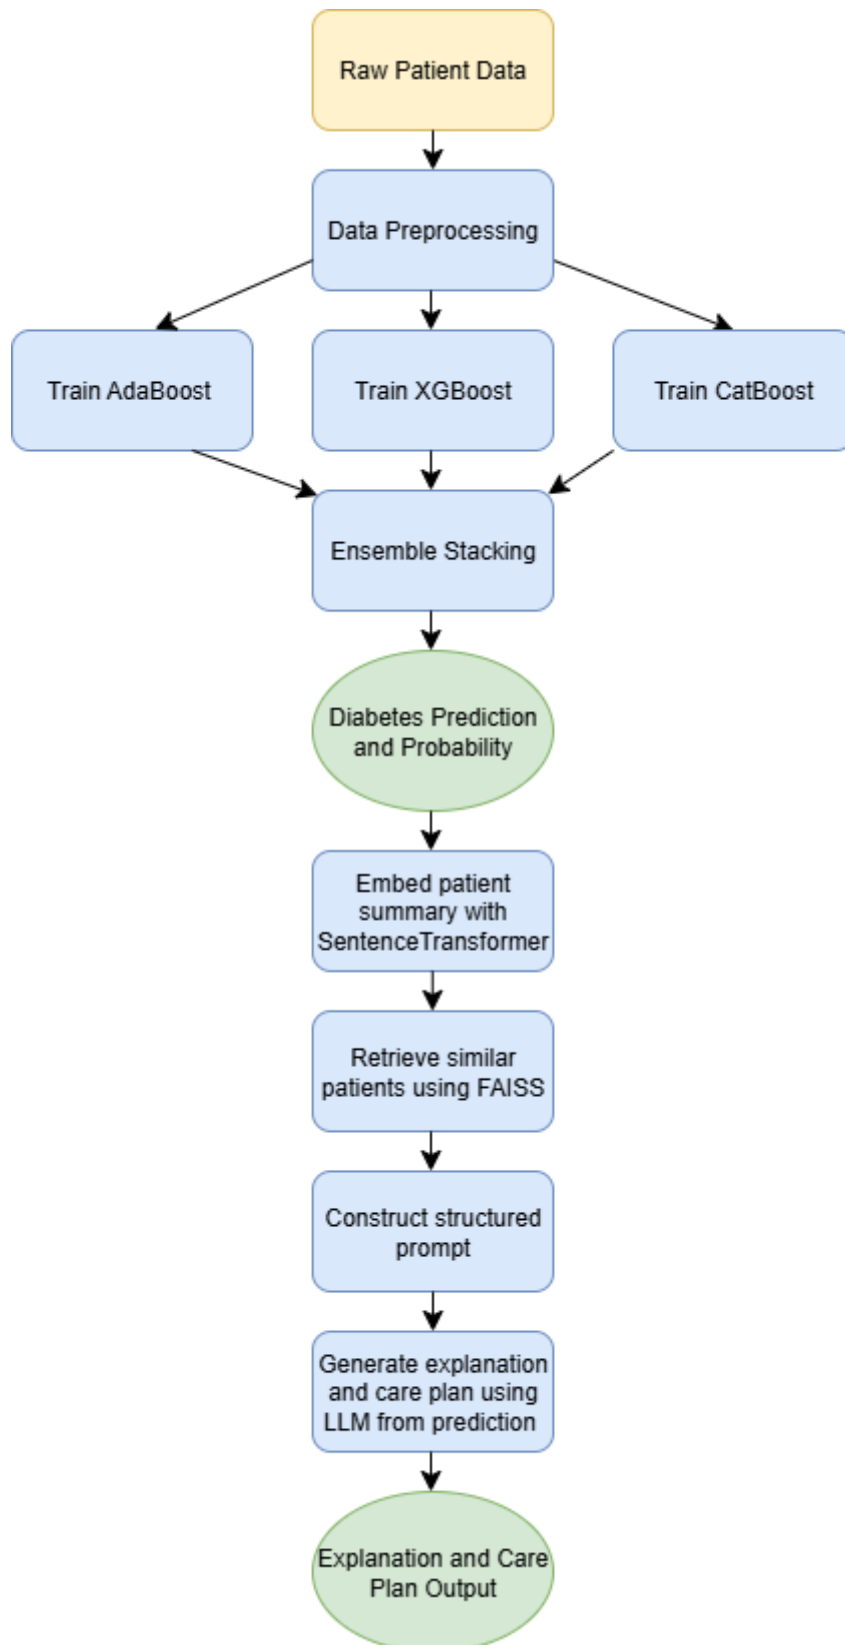 Raw Patient Data
Data Preprocessing
Train AdaBoost
Train XGBoost
Train CatBoost
Ensemble Stacking
Diabetes Prediction
and Probability
Embed patient
summary with
SentenceTransformer
Retrieve similar
patients using FAISS
Construct structured
prompt
Generate explanation
and care plan using
LLM from prediction
Explanation and Care
Plan Output